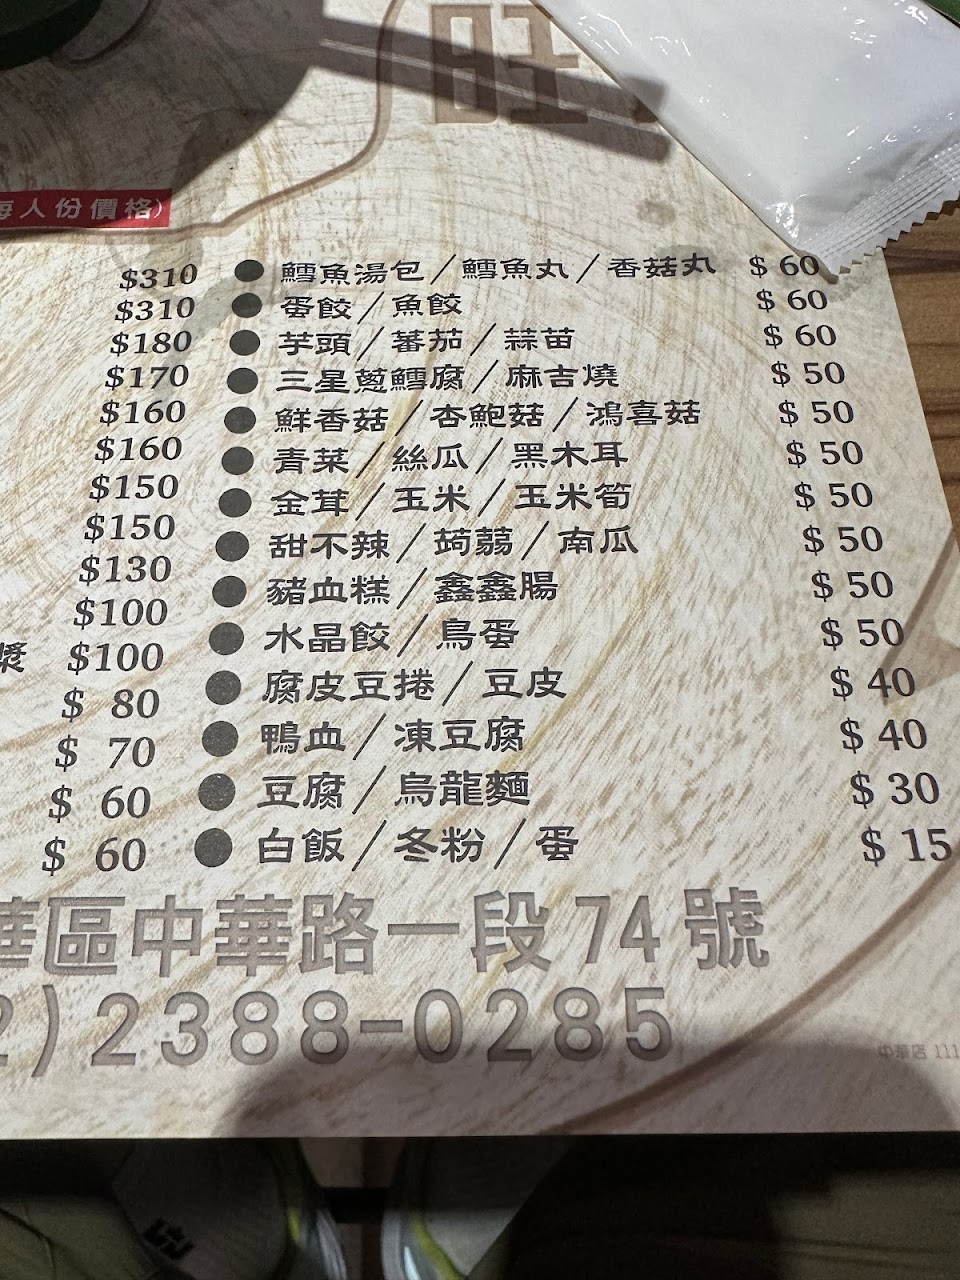 旺
每人份價格)
$310
$310
$180
$170
$160
$160
$150
$150
$130
$100
漿 $100
$ 80
$ 70
$ 60
$ 60
● 鱈魚湯包/鱈魚丸/香菇丸 $ 60
● 蛋餃/魚餃 $ 60
● 芋頭/蕃茄/蒜苗 $ 60
● 三星蔥鱈腐/麻吉燒 $ 50
● 鮮香菇/杏鮑菇/鴻喜菇 $ 50
● 青菜/絲瓜/黑木耳 $ 50
● 金茸/玉米/玉米筍 $ 50
● 甜不辣/蒟蒻/南瓜 $ 50
● 豬血糕/鑫鑫腸 $ 50
● 水晶餃/鳥蛋 $ 50
● 腐皮豆捲/豆皮 $ 40
● 鴨血/凍豆腐 $ 40
● 豆腐/烏龍麵 $ 30
● 白飯/冬粉/蛋 $ 15
華區中華路一段74號
2)2388-0285
中華店 111